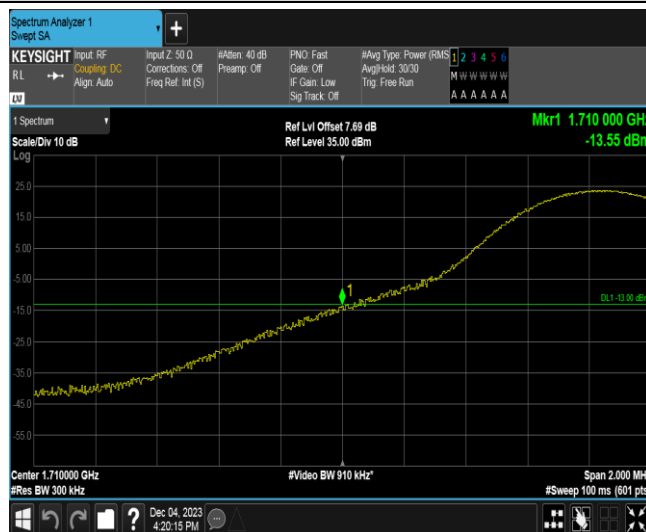 Spectrum Analyzer 1
Swept SA
KEYSIGHT
RL
LXI
Input: RF
Coupling: DC
Align: Auto
Input Z: 50 Ω
Corrections: Off
Freq Ref: Int (S)
#Atten: 40 dB
Preamp: Off
PNO: Fast
Gate: Off
IF Gain: Low
Sig Track: Off
#Avg Type: Power (RMS
Avg|Hold: 30/30
Trig: Free Run
1 2 3 4 5 6
M W W W W W
A A A A A A
1 Spectrum
Scale/Div 10 dB
Log
Ref Lvl Offset 7.69 dB
Ref Level 35.00 dBm
Mkr1 1.710 000 GHz
-13.55 dBm
25.0
15.0
5.00
-5.00
-15.0
-25.0
-35.0
-45.0
-55.0
1
DL1 -13.00 dBm
Center 1.710000 GHz
#Res BW 300 kHz
#Video BW 910 kHz*
Span 2.000 MH
#Sweep 100 ms (601 pts
?
Dec 04, 2023
4:20:15 PM